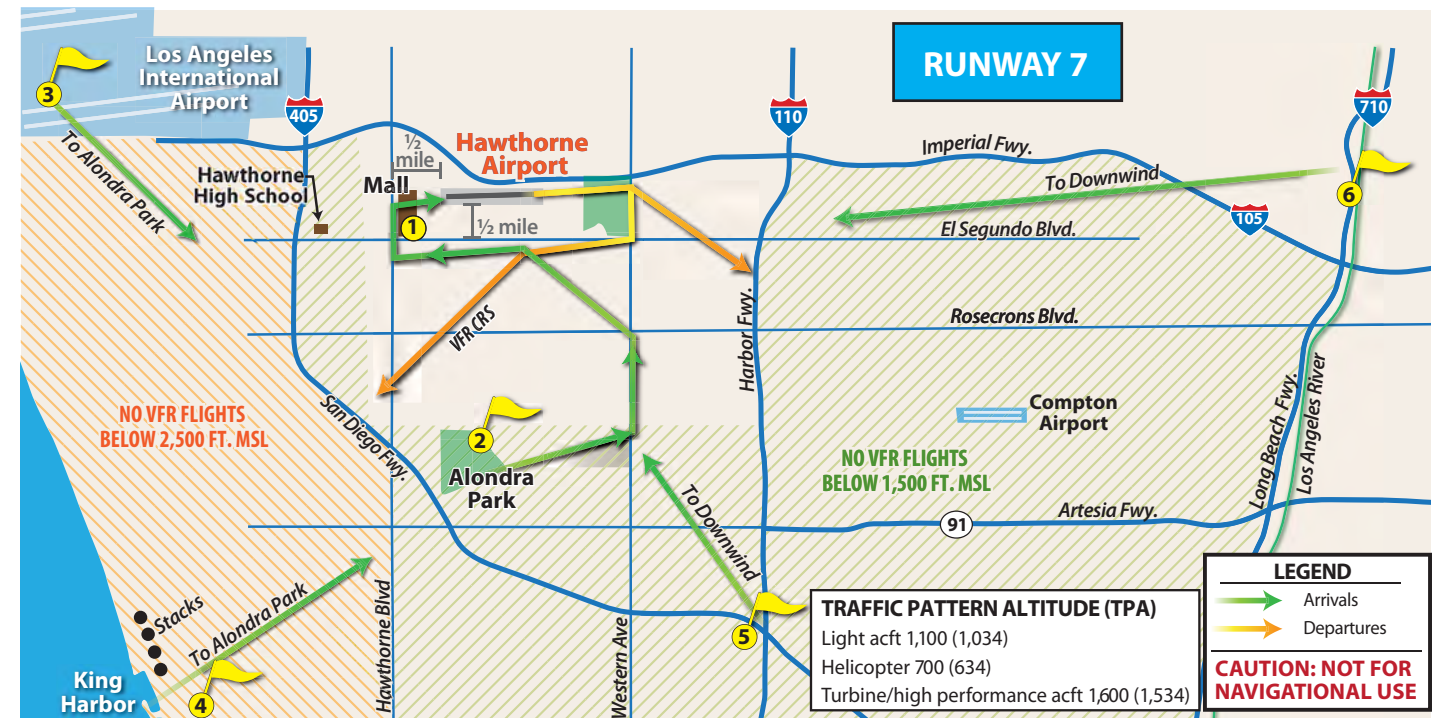 RUNWAY 7
Los Angeles
International
Airport
3
To Alondra Park
405
½
mile
Hawthorne
Airport
110
Imperial Fwy.
710
Hawthorne
High School
Mall
1
½ mile
To Downwind
6
105
El Segundo Blvd.
VFR CRS
Harbor Fwy.
Rosecrons Blvd.
NO VFR FLIGHTS
BELOW 2,500 FT. MSL
San Diego Fwy.
2
Alondra
Park
Compton
Airport
NO VFR FLIGHTS
BELOW 1,500 FT. MSL
Long Beach Fwy.
Los Angeles River
To Downwind
91
Artesia Fwy.
Stacks
To Alondra Park
King
Harbor
4
Hawthorne Blvd
Western Ave
5
TRAFFIC PATTERN ALTITUDE (TPA)
Light acft 1,100 (1,034)
Helicopter 700 (634)
Turbine/high performance acft 1,600 (1,534)
LEGEND
Arrivals
Departures
CAUTION: NOT FOR
NAVIGATIONAL USE